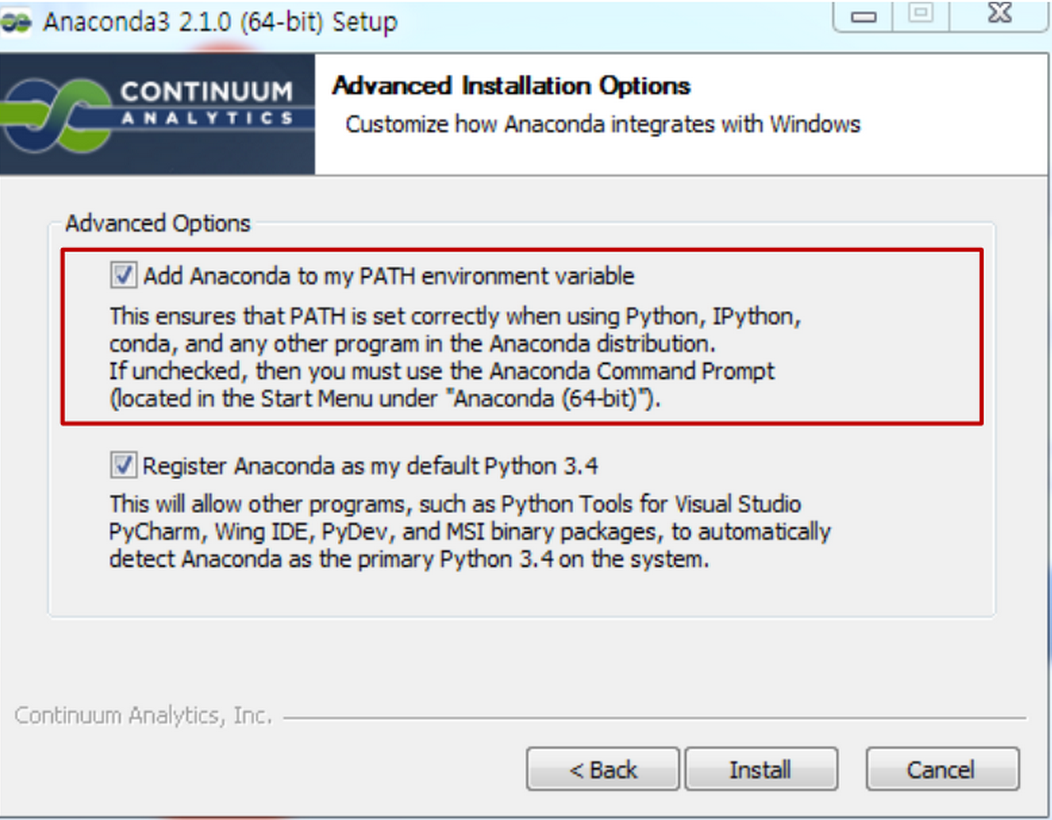 Anaconda3 2.1.0 (64-bit) Setup
CONTINUUM
ANALYTICS
Advanced Installation Options
Customize how Anaconda integrates with Windows
Advanced Options
Add Anaconda to my PATH environment variable
This ensures that PATH is set correctly when using Python, IPython,
conda, and any other program in the Anaconda distribution.
If unchecked, then you must use the Anaconda Command Prompt
(located in the Start Menu under "Anaconda (64-bit)").
Register Anaconda as my default Python 3.4
This will allow other programs, such as Python Tools for Visual Studio
PyCharm, Wing IDE, PyDev, and MSI binary packages, to automatically
detect Anaconda as the primary Python 3.4 on the system.
Continuum Analytics, Inc.
< Back Install Cancel